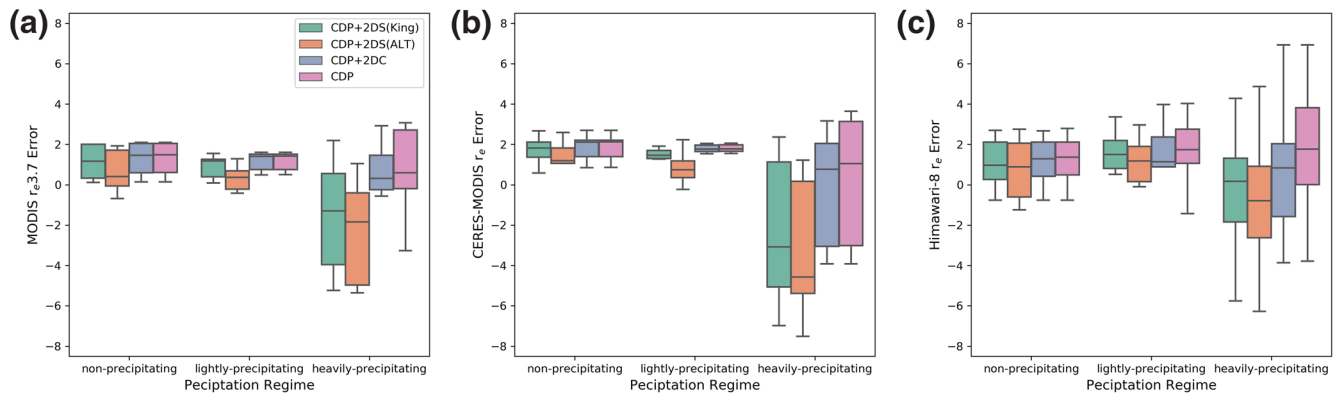 (a)
8
6
4
2
0
−2
−4
−6
−8
MODIS re3.7 Error
CDP+2DS(King)
CDP+2DS(ALT)
CDP+2DC
CDP
non-precipitating lightly-precipitating heavily-precipitating
Peciptation Regime
(b)
8
6
4
2
0
−2
−4
−6
−8
CERES-MODIS re Error
non-precipitating lightly-precipitating heavily-precipitating
Peciptation Regime
(c)
8
6
4
2
0
−2
−4
−6
−8
Himawari-8 re Error
non-precipitating lightly-precipitating heavily-precipitating
Peciptation Regime